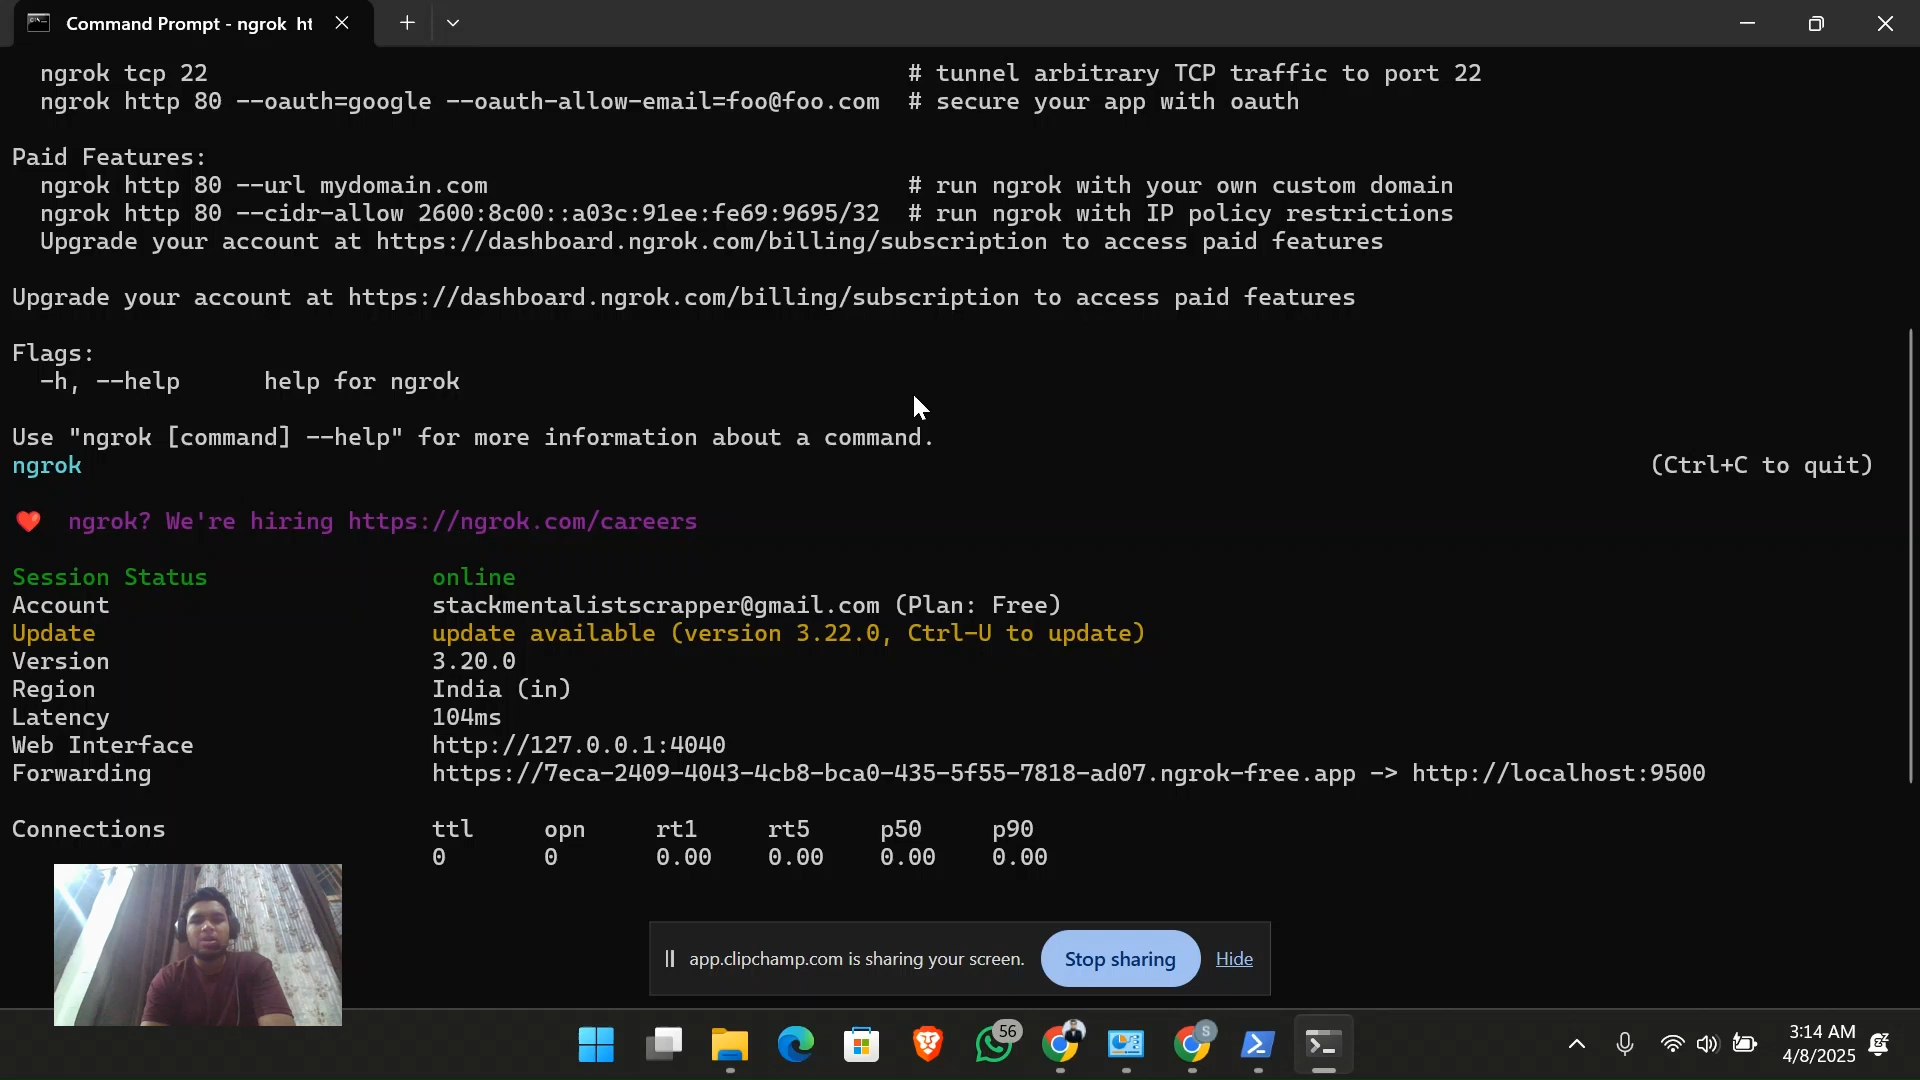 Command Prompt - ngrok ht
ngrok tcp 22 # tunnel arbitrary TCP traffic to port 22
ngrok http 80 --oauth=google --oauth-allow-email=foo@foo.com # secure your app with oauth
Paid Features:
ngrok http 80 --url mydomain.com # run ngrok with your own custom domain
ngrok http 80 --cidr-allow 2600:8c00::a03c:91ee:fe69:9695/32 # run ngrok with IP policy restrictions
Upgrade your account at https://dashboard.ngrok.com/billing/subscription to access paid features
Upgrade your account at https://dashboard.ngrok.com/billing/subscription to access paid features
Flags:
-h, --help help for ngrok
Use "ngrok [command] --help" for more information about a command.
ngrok (Ctrl+C to quit)
❤️ ngrok? We're hiring https://ngrok.com/careers
Session Status online
Account stackmentalistscrapper@gmail.com (Plan: Free)
Update update available (version 3.22.0, Ctrl-U to update)
Version 3.20.0
Region India (in)
Latency 104ms
Web Interface http://127.0.0.1:4040
Forwarding https://7eca-2409-4043-4cb8-bca0-435-5f55-7818-ad07.ngrok-free.app -> http://localhost:9500
Connections ttl opn rt1 rt5 p50 p90
0 0 0.00 0.00 0.00 0.00
app.clipchamp.com is sharing your screen. Stop sharing Hide
56
S
3:14 AM
4/8/2025